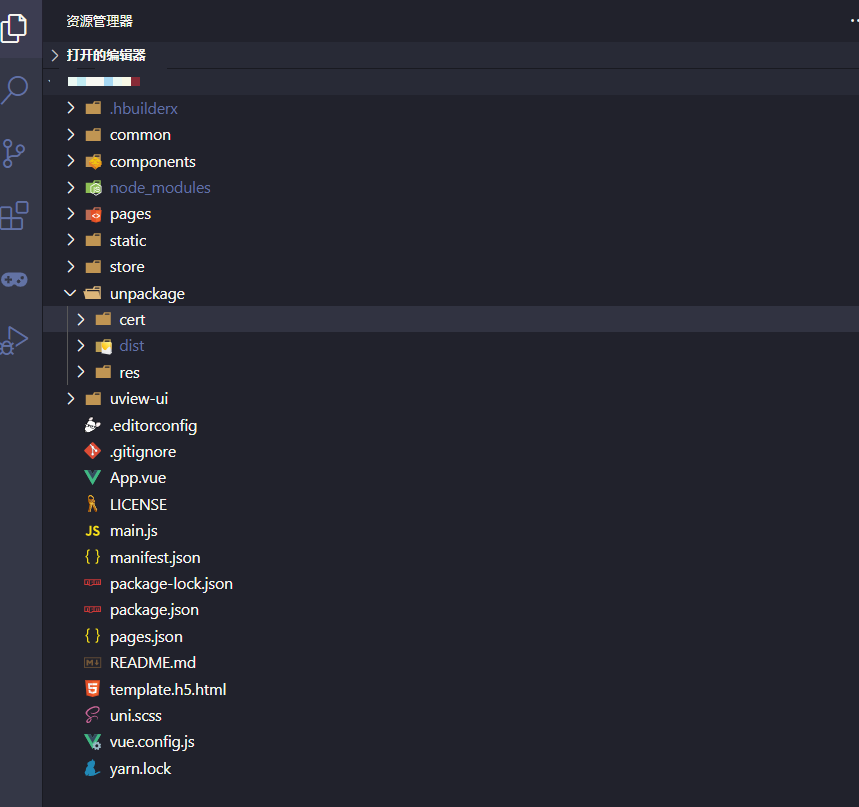 资源管理器
打开的编辑器
.hbuilderx
common
components
node_modules
pages
static
store
unpackage
cert
dist
res
uview-ui
.editorconfig
.gitignore
App.vue
LICENSE
JS main.js
{ } manifest.json
package-lock.json
package.json
{ } pages.json
README.md
template.h5.html
uni.scss
vue.config.js
yarn.lock